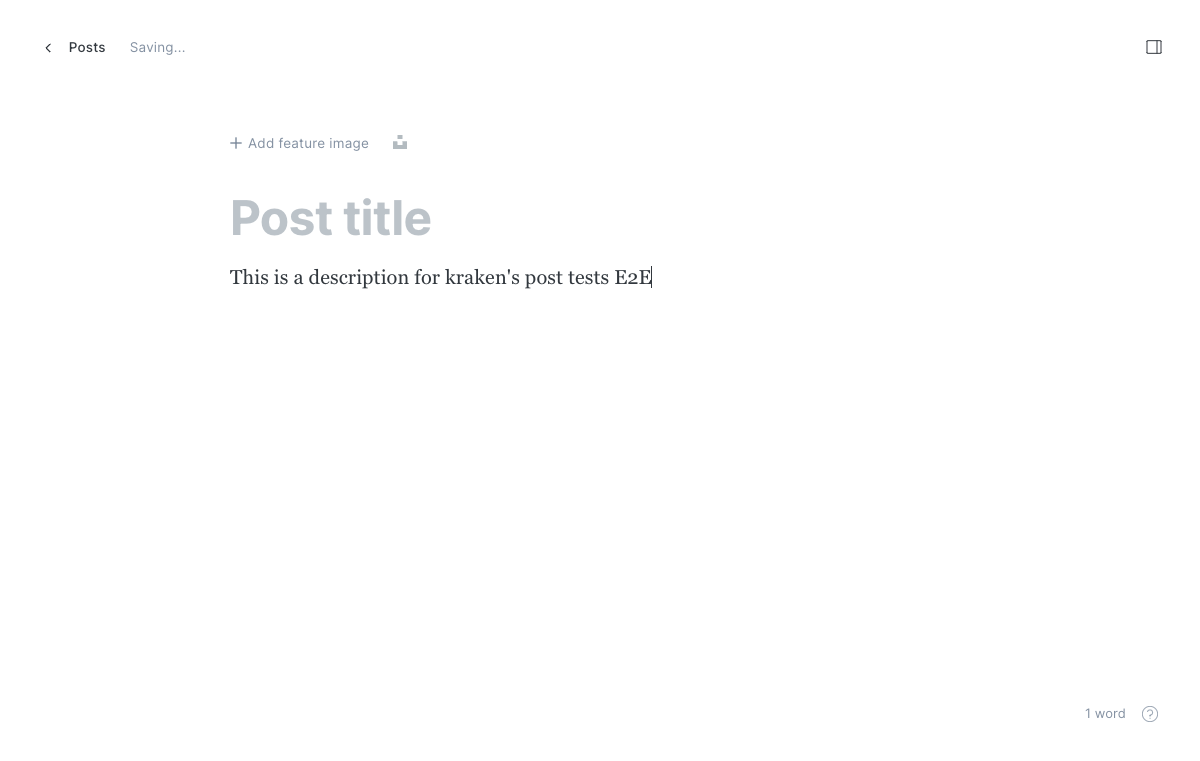 Posts Saving...
Add feature image
Post title
This is a description for kraken's post tests E2E
1 word